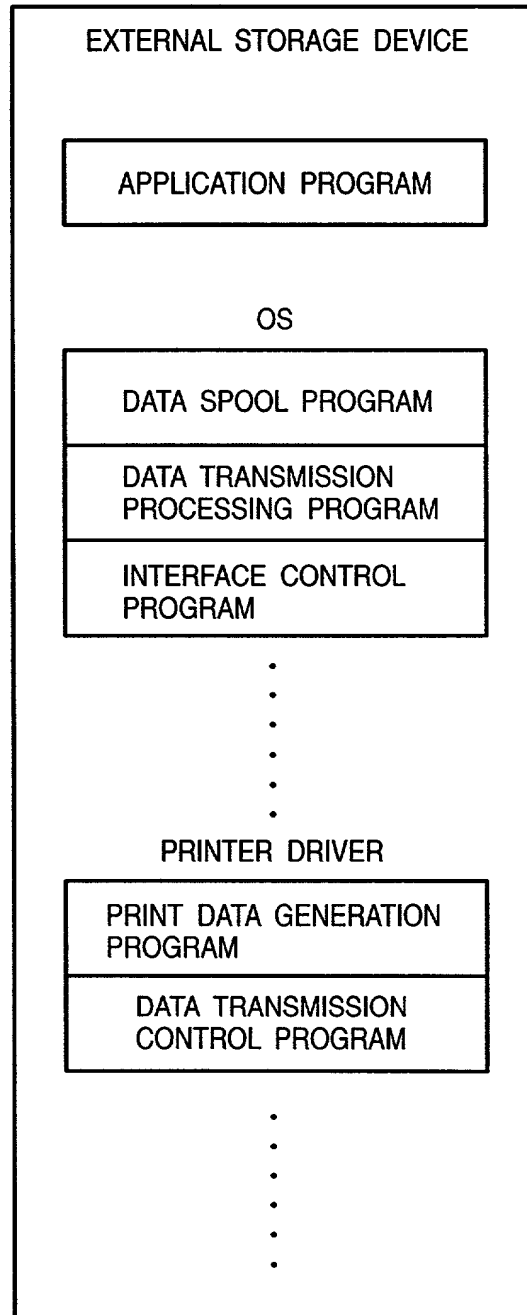 EXTERNAL STORAGE DEVICE
APPLICATION PROGRAM
OS
DATA SPOOL PROGRAM
DATA TRANSMISSION
PROCESSING PROGRAM
INTERFACE CONTROL
PROGRAM
PRINTER DRIVER
PRINT DATA GENERATION
PROGRAM
DATA TRANSMISSION
CONTROL PROGRAM